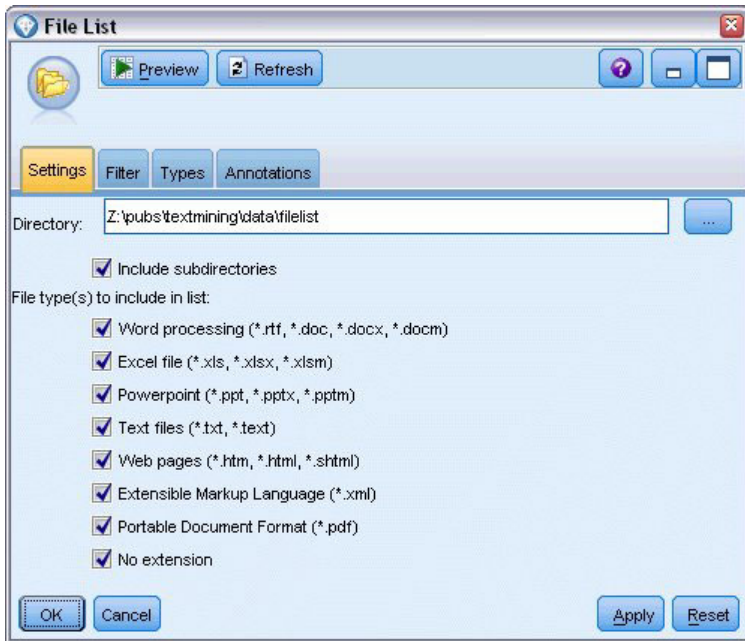 File List
Preview Refresh
Settings Filter Types Annotations
Directory: Z:\pubs\textmining\data\filelist ...
Include subdirectories
File type(s) to include in list:
Word processing (*.rtf, *.doc, *.docx, *.docm)
Excel file (*.xls, *.xlsx, *.xlsm)
Powerpoint (*.ppt, *.pptx, *.pptm)
Text files (*.txt, *.text)
Web pages (*.htm, *.html, *.shtml)
Extensible Markup Language (*.xml)
Portable Document Format (*.pdf)
No extension
OK Cancel Apply Reset